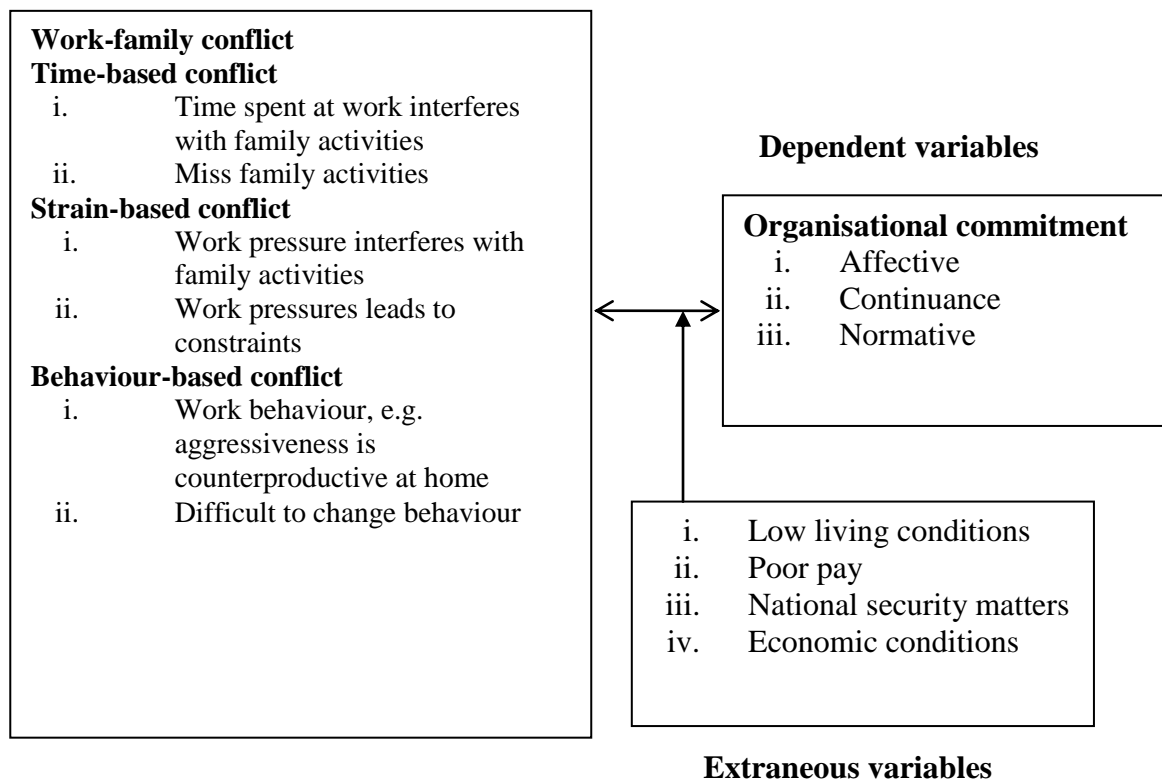 Work-family conflict
Time-based conflict
i. Time spent at work interferes
with family activities
ii. Miss family activities
Strain-based conflict
i. Work pressure interferes with
family activities
ii. Work pressures leads to
constraints
Behaviour-based conflict
i. Work behaviour, e.g.
aggressiveness is
counterproductive at home
ii. Difficult to change behaviour
Dependent variables
Organisational commitment
i. Affective
ii. Continuance
iii. Normative
i. Low living conditions
ii. Poor pay
iii. National security matters
iv. Economic conditions
Extraneous variables